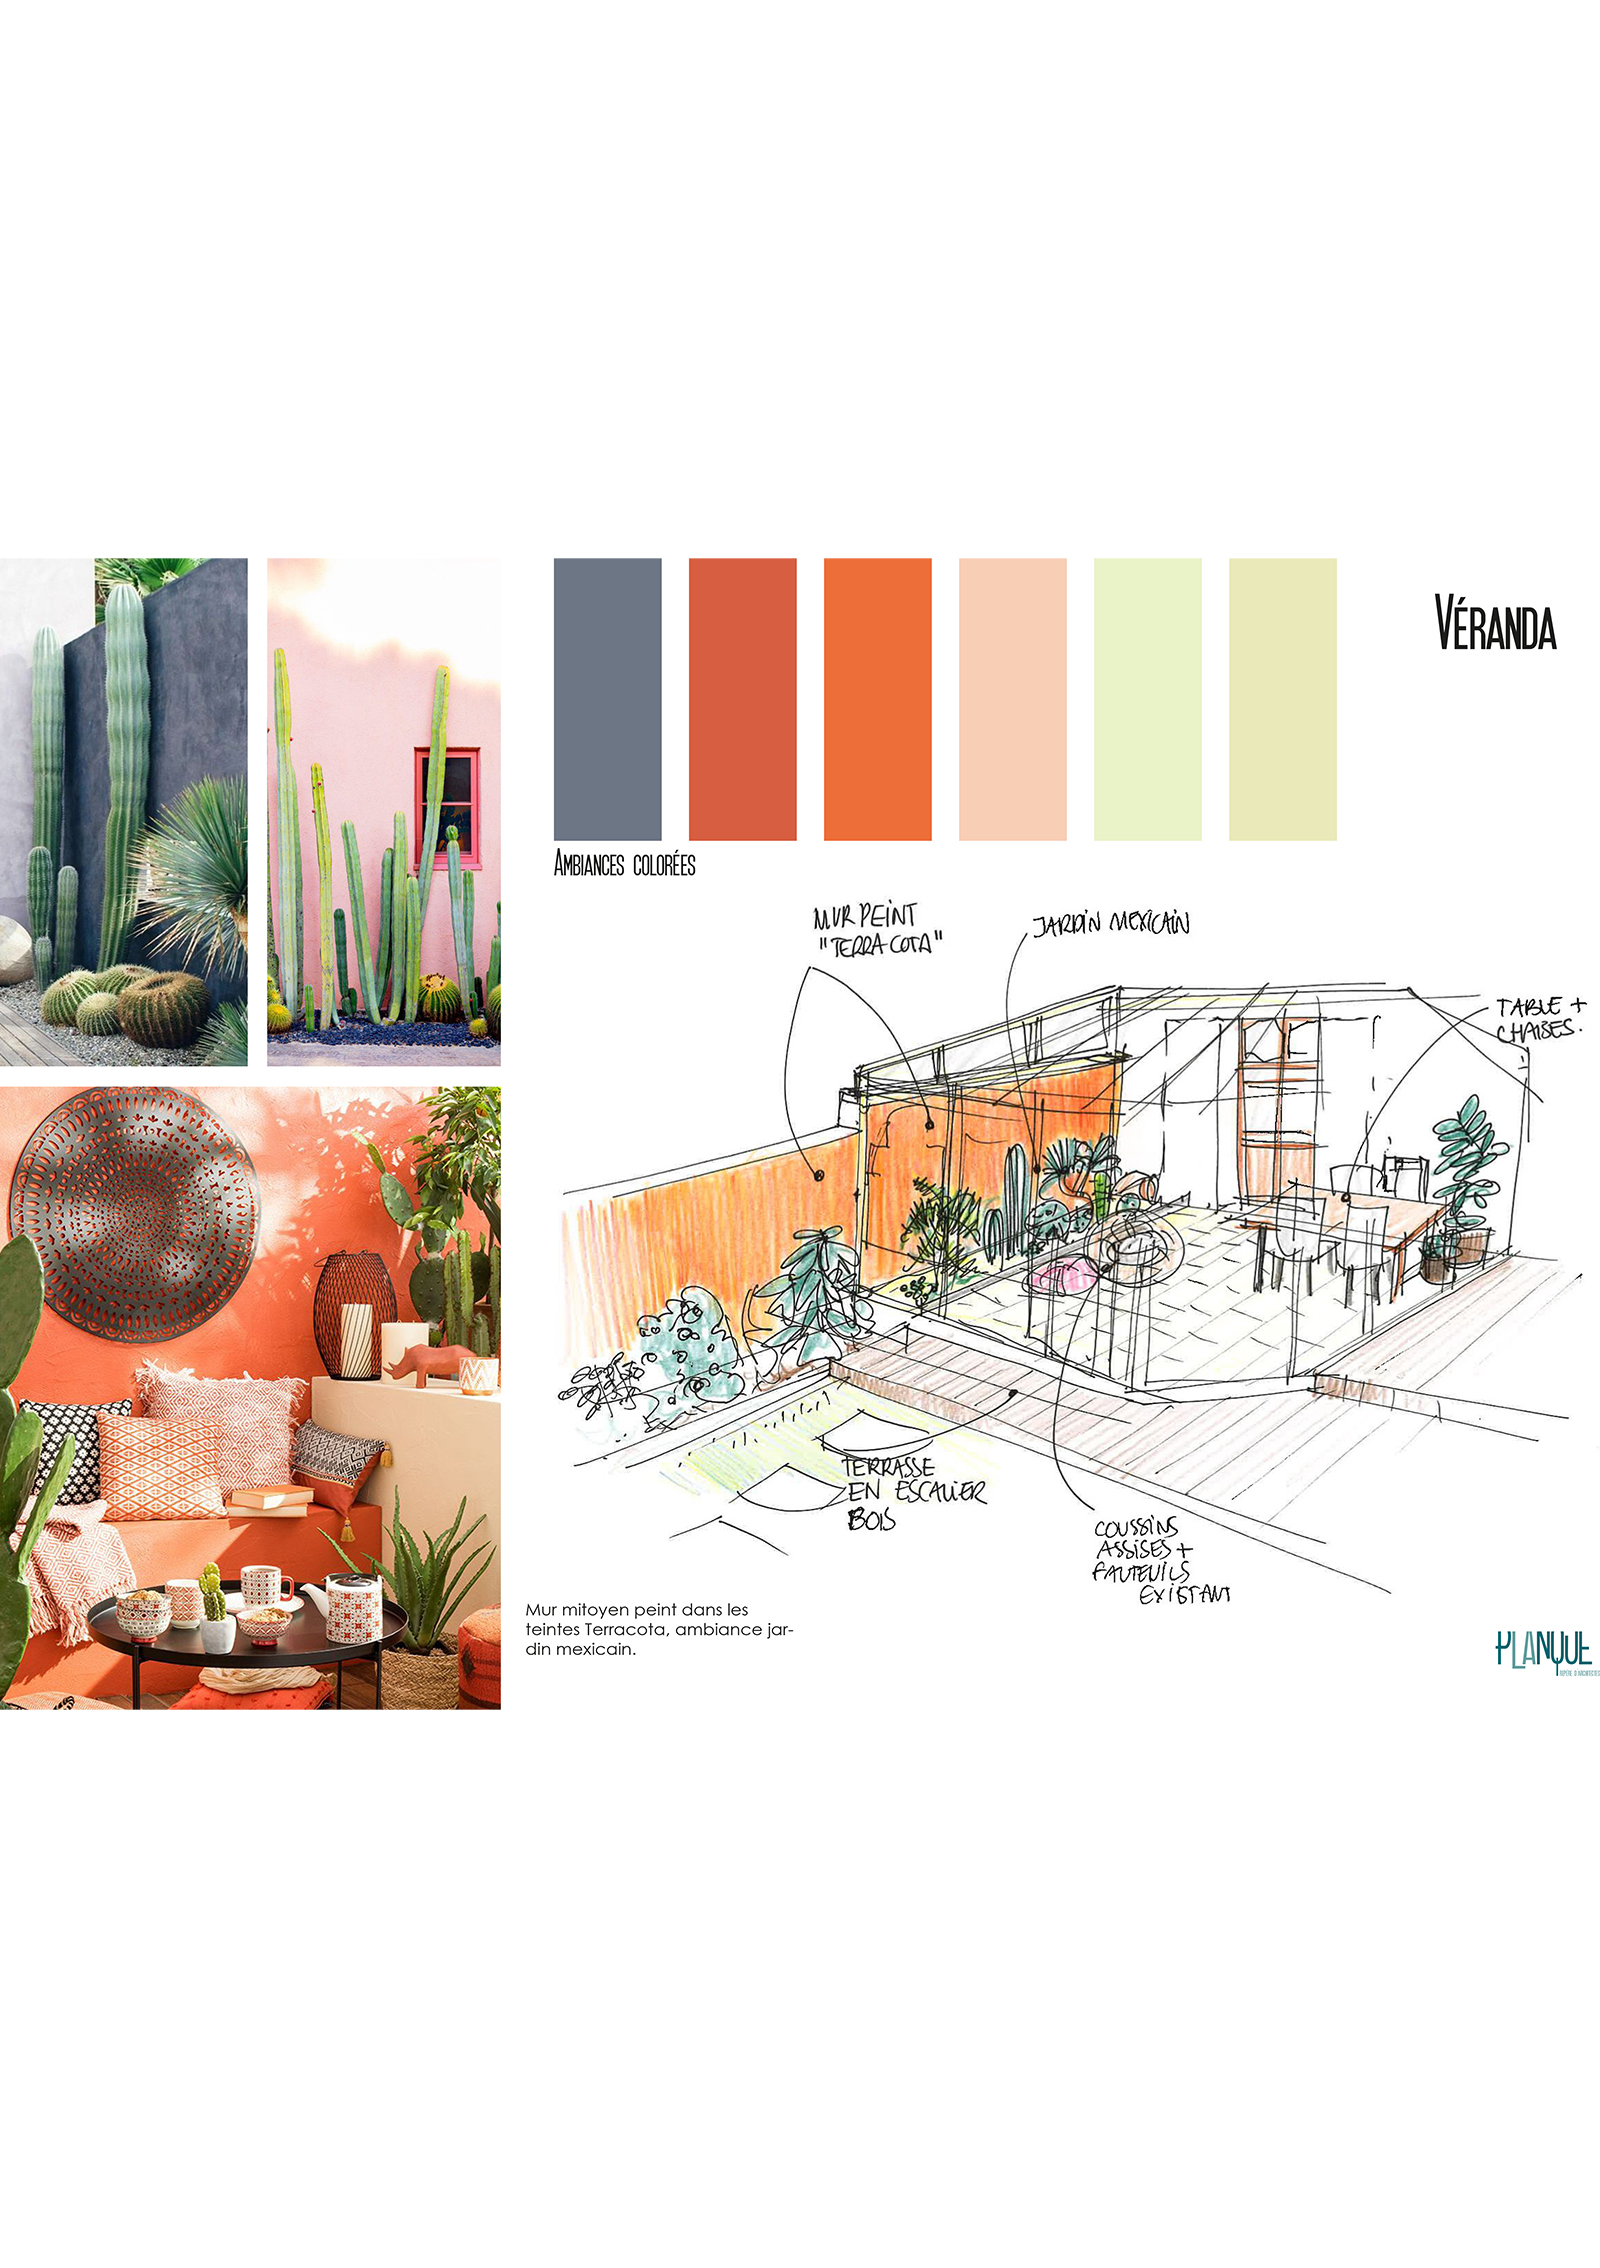 VÉRANDA
AMBIANCES COLORÉES
MUR PEINT
"TERRA COTA"
JARDIN MEXICAIN
TABLE +
CHAISES.
TERRASSE
EN ESCALIER
BOIS
COUSSINS
ASSISES +
FAUTEUILS
EXISTANT
Mur mitoyen peint dans les
teintes Terracota, ambiance jar-
din mexicain.
PLANQUE